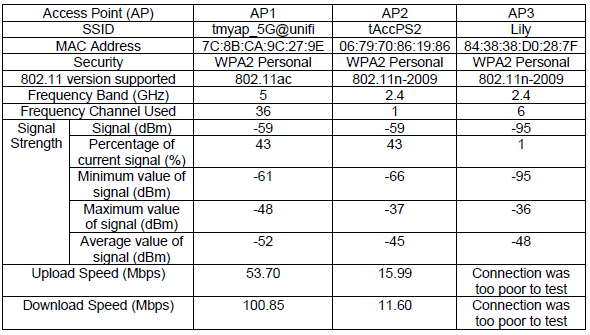 Access Point (AP) AP1 AP2 AP3
SSID tmyap_5G@unifi tAccPS2 Lily
MAC Address 7C:8B:CA:9C:27:9E 06:79:70:86:19:86 84:38:38:D0:28:7F
Security WPA2 Personal WPA2 Personal WPA2 Personal
802.11 version supported 802.11ac 802.11n-2009 802.11n-2009
Frequency Band (GHz) 5 2.4 2.4
Frequency Channel Used 36 1 6
Signal Strength Signal (dBm) -59 -59 -95
Percentage of current signal (%) 43 43 1
Minimum value of signal (dBm) -61 -66 -95
Maximum value of signal (dBm) -48 -37 -36
Average value of signal (dBm) -52 -45 -48
Upload Speed (Mbps) 53.70 15.99 Connection was too poor to test
Download Speed (Mbps) 100.85 11.60 Connection was too poor to test